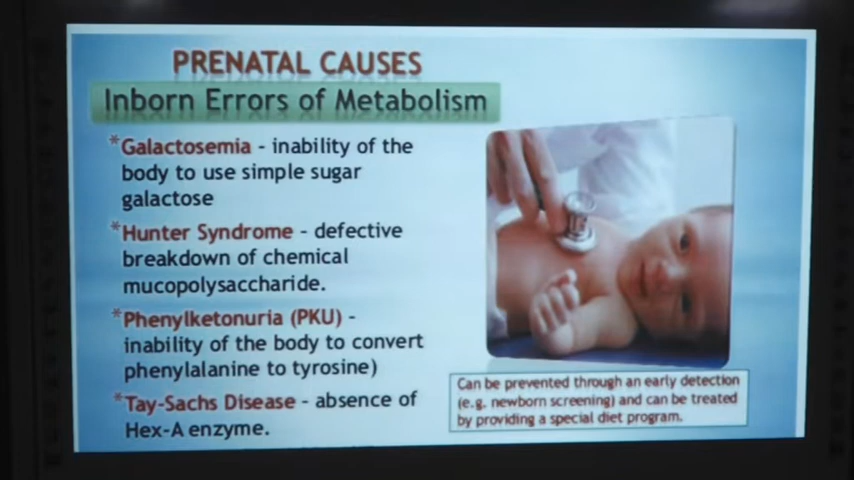 PRENATAL CAUSES
Inborn Errors of Metabolism
*Galactosemia - inability of the
body to use simple sugar
galactose
*Hunter Syndrome - defective
breakdown of chemical
mucopolysaccharide.
*Phenylketonuria (PKU) -
inability of the body to convert
phenylalanine to tyrosine)
*Tay-Sachs Disease - absence of
Hex-A enzyme.
Can be prevented through an early detection
(e.g. newborn screening) and can be treated
by providing a special diet program.